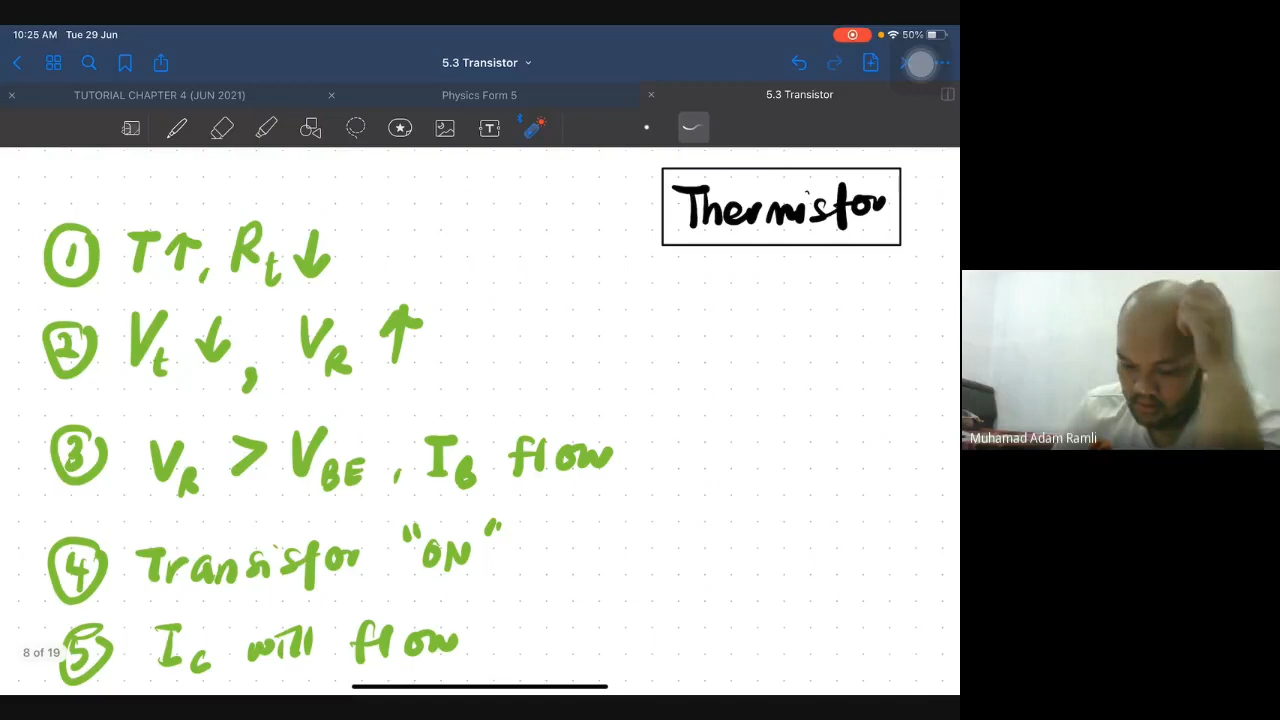 10:25 AM Tue 29 Jun
50%
5.3 Transistor
TUTORIAL CHAPTER 4 (JUN 2021)
Physics Form 5
5.3 Transistor
Thermistor
① T↑, Rt ↓
② Vt ↓, VR ↑
③ VR > VBE, IB flow
④ Transistor "ON"
⑤ Ic will flow
8 of 19
Muhamad Adam Ramli